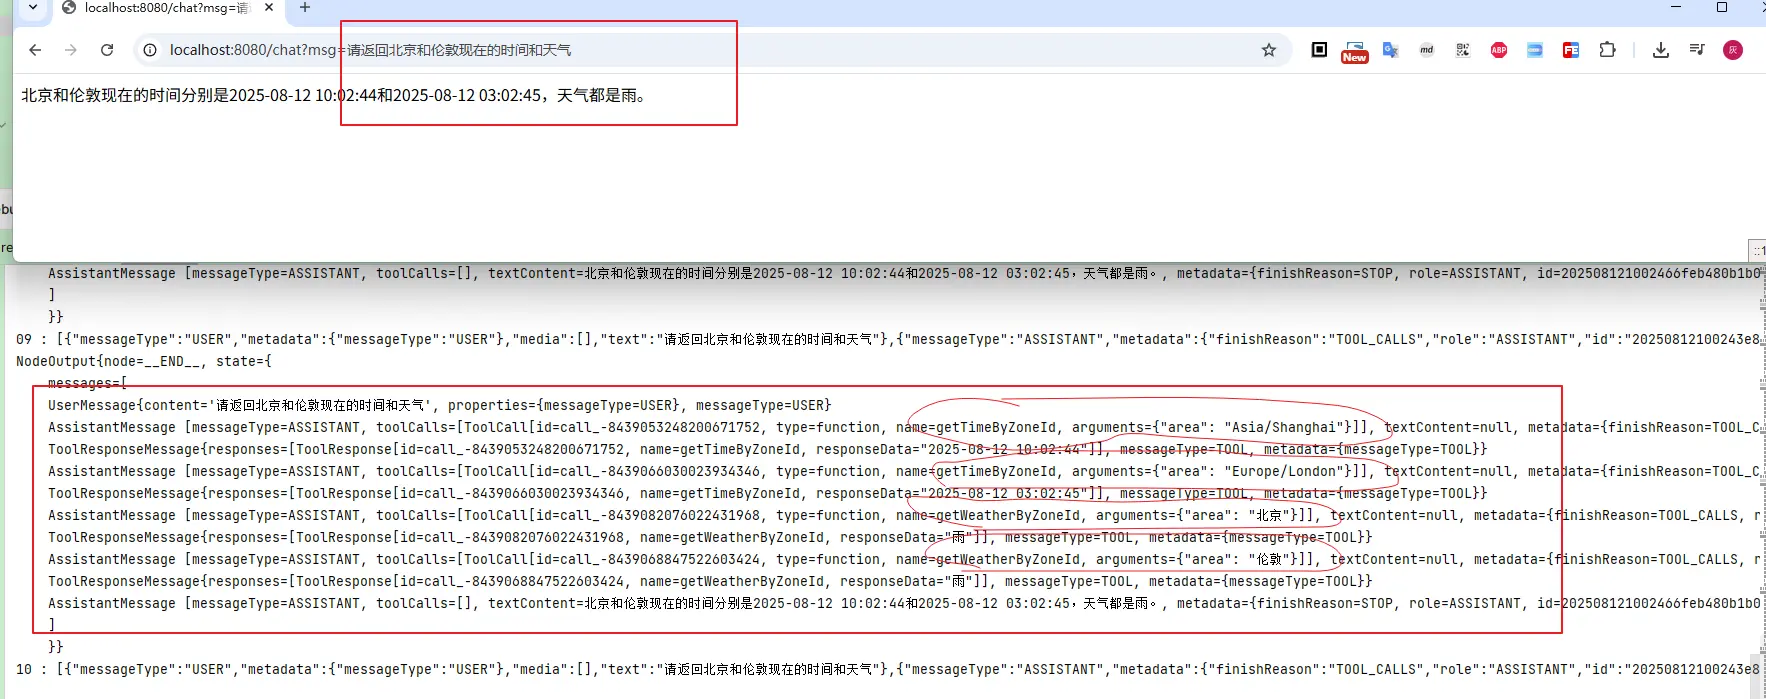 localhost:8080/chat?msg=请
localhost:8080/chat?msg=请返回北京和伦敦现在的时间和天气
New
md
ABP
灰
北京和伦敦现在的时间分别是2025-08-12 10:02:44和2025-08-12 03:02:45，天气都是雨。
AssistantMessage [messageType=ASSISTANT, toolCalls=[], textContent=北京和伦敦现在的时间分别是2025-08-12 10:02:44和2025-08-12 03:02:45，天气都是雨。, metadata={finishReason=STOP, role=ASSISTANT, id=202508121002466feb480b1b0
]
}}
09 : [{"messageType":"USER","metadata":{"messageType":"USER"},"media":[],"text":"请返回北京和伦敦现在的时间和天气"},{"messageType":"ASSISTANT","metadata":{"finishReason":"TOOL_CALLS","role":"ASSISTANT","id":"20250812100243e8
NodeOutput{node=__END__, state={
messages=[
UserMessage{content='请返回北京和伦敦现在的时间和天气', properties={messageType=USER}, messageType=USER}
AssistantMessage [messageType=ASSISTANT, toolCalls=[ToolCall[id=call_-8439053248200671752, type=function, name=getTimeByZoneId, arguments={"area": "Asia/Shanghai"}]], textContent=null, metadata={finishReason=TOOL_C
ToolResponseMessage{responses=[ToolResponse[id=call_-8439053248200671752, name=getTimeByZoneId, responseData="2025-08-12 10:02:44"]], messageType=TOOL, metadata={messageType=TOOL}}
AssistantMessage [messageType=ASSISTANT, toolCalls=[ToolCall[id=call_-8439066030023934346, type=function, name=getTimeByZoneId, arguments={"area": "Europe/London"}]], textContent=null, metadata={finishReason=TOOL_C
ToolResponseMessage{responses=[ToolResponse[id=call_-8439066030023934346, name=getTimeByZoneId, responseData="2025-08-12 03:02:45"]], messageType=TOOL, metadata={messageType=TOOL}}
AssistantMessage [messageType=ASSISTANT, toolCalls=[ToolCall[id=call_-8439082076022431968, type=function, name=getWeatherByZoneId, arguments={"area": "北京"}]], textContent=null, metadata={finishReason=TOOL_CALLS, r
ToolResponseMessage{responses=[ToolResponse[id=call_-8439082076022431968, name=getWeatherByZoneId, responseData="雨"]], messageType=TOOL, metadata={messageType=TOOL}}
AssistantMessage [messageType=ASSISTANT, toolCalls=[ToolCall[id=call_-8439068847522603424, type=function, name=getWeatherByZoneId, arguments={"area": "伦敦"}]], textContent=null, metadata={finishReason=TOOL_CALLS, r
ToolResponseMessage{responses=[ToolResponse[id=call_-8439068847522603424, name=getWeatherByZoneId, responseData="雨"]], messageType=TOOL, metadata={messageType=TOOL}}
AssistantMessage [messageType=ASSISTANT, toolCalls=[], textContent=北京和伦敦现在的时间分别是2025-08-12 10:02:44和2025-08-12 03:02:45，天气都是雨。, metadata={finishReason=STOP, role=ASSISTANT, id=202508121002466feb480b1b0
]
}}
10 : [{"messageType":"USER","metadata":{"messageType":"USER"},"media":[],"text":"请返回北京和伦敦现在的时间和天气"},{"messageType":"ASSISTANT","metadata":{"finishReason":"TOOL_CALLS","role":"ASSISTANT","id":"20250812100243e8